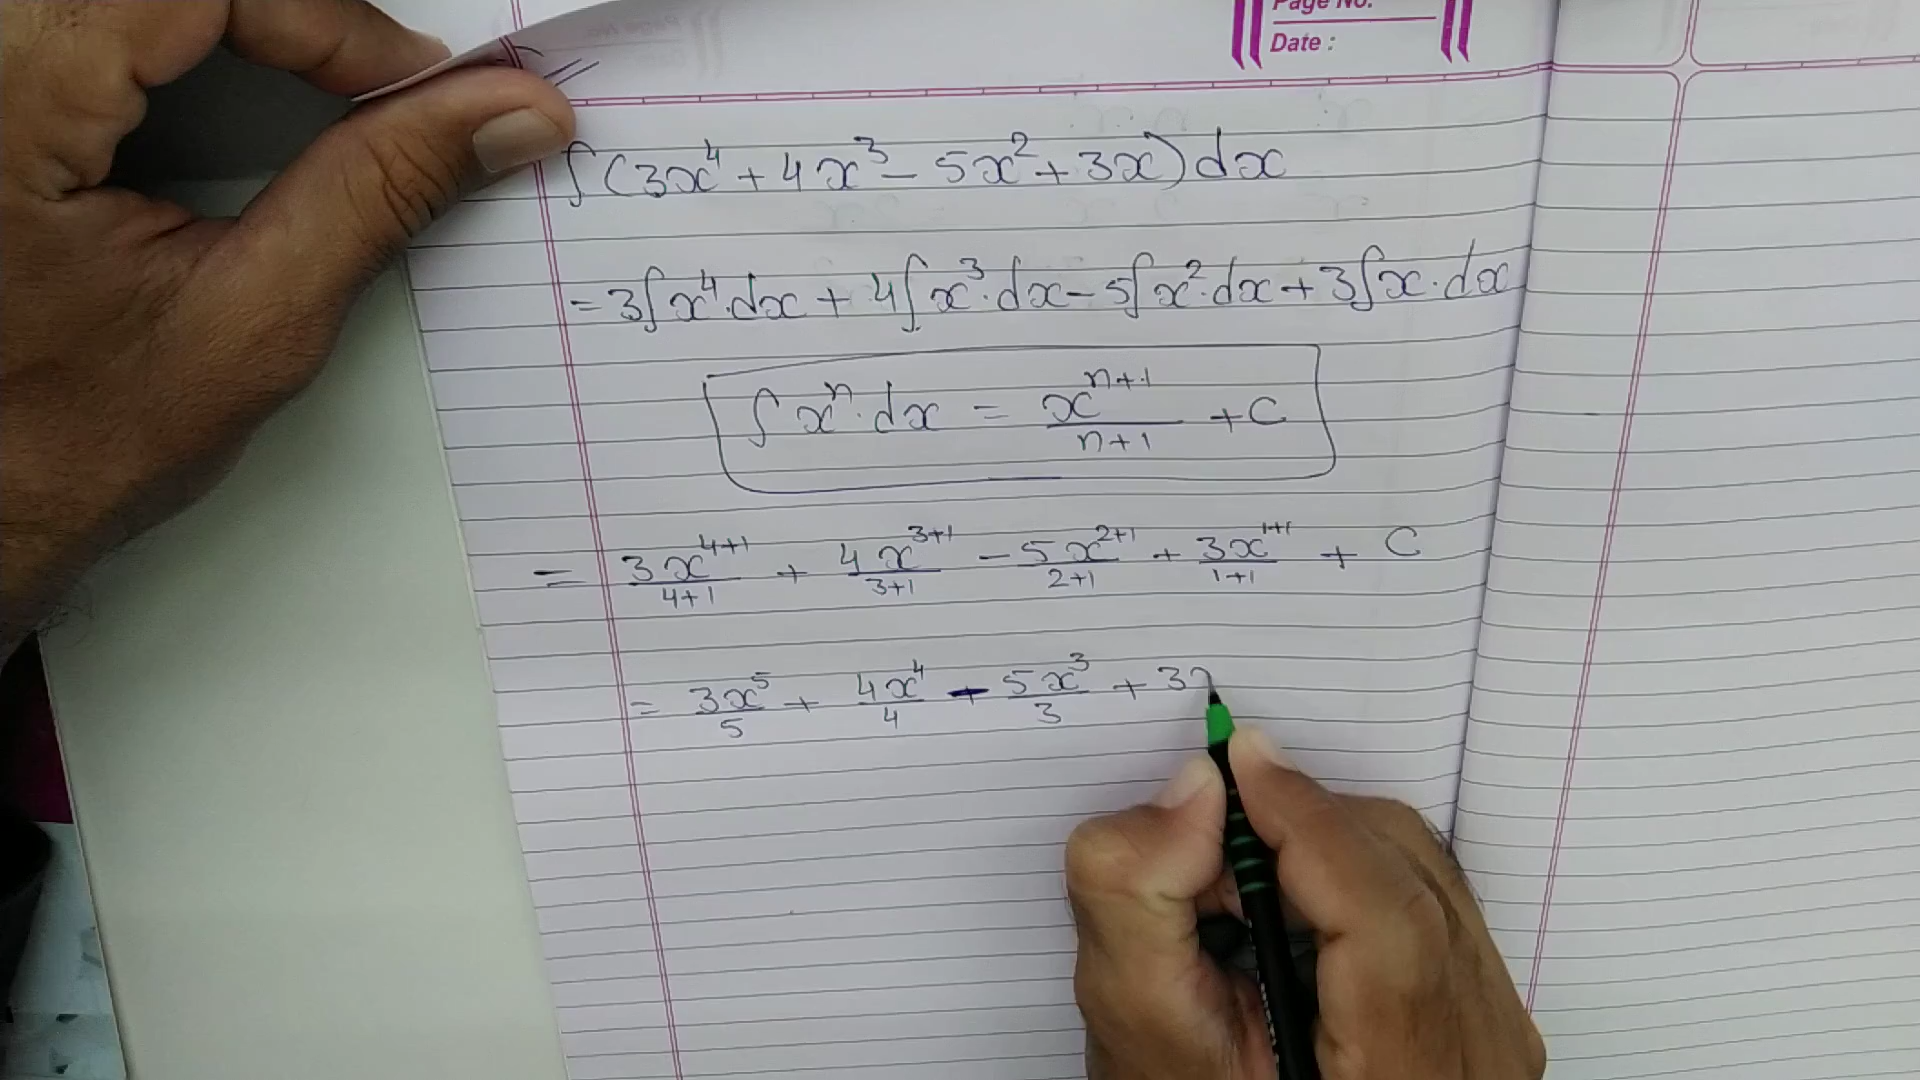 Page No.
Date :
∫(3x⁴ + 4x³ - 5x² + 3x) dx
= 3∫x⁴.dx + 4∫x³.dx - 5∫x².dx + 3∫x.dx
∫xⁿ.dx = xⁿ⁺¹/n+1 + C
= 3x⁴⁺¹/4+1 + 4x³⁺¹/3+1 - 5x²⁺¹/2+1 + 3x¹⁺¹/1+1 + C
= 3x⁵/5 + 4x⁴/4 - 5x³/3 + 3x